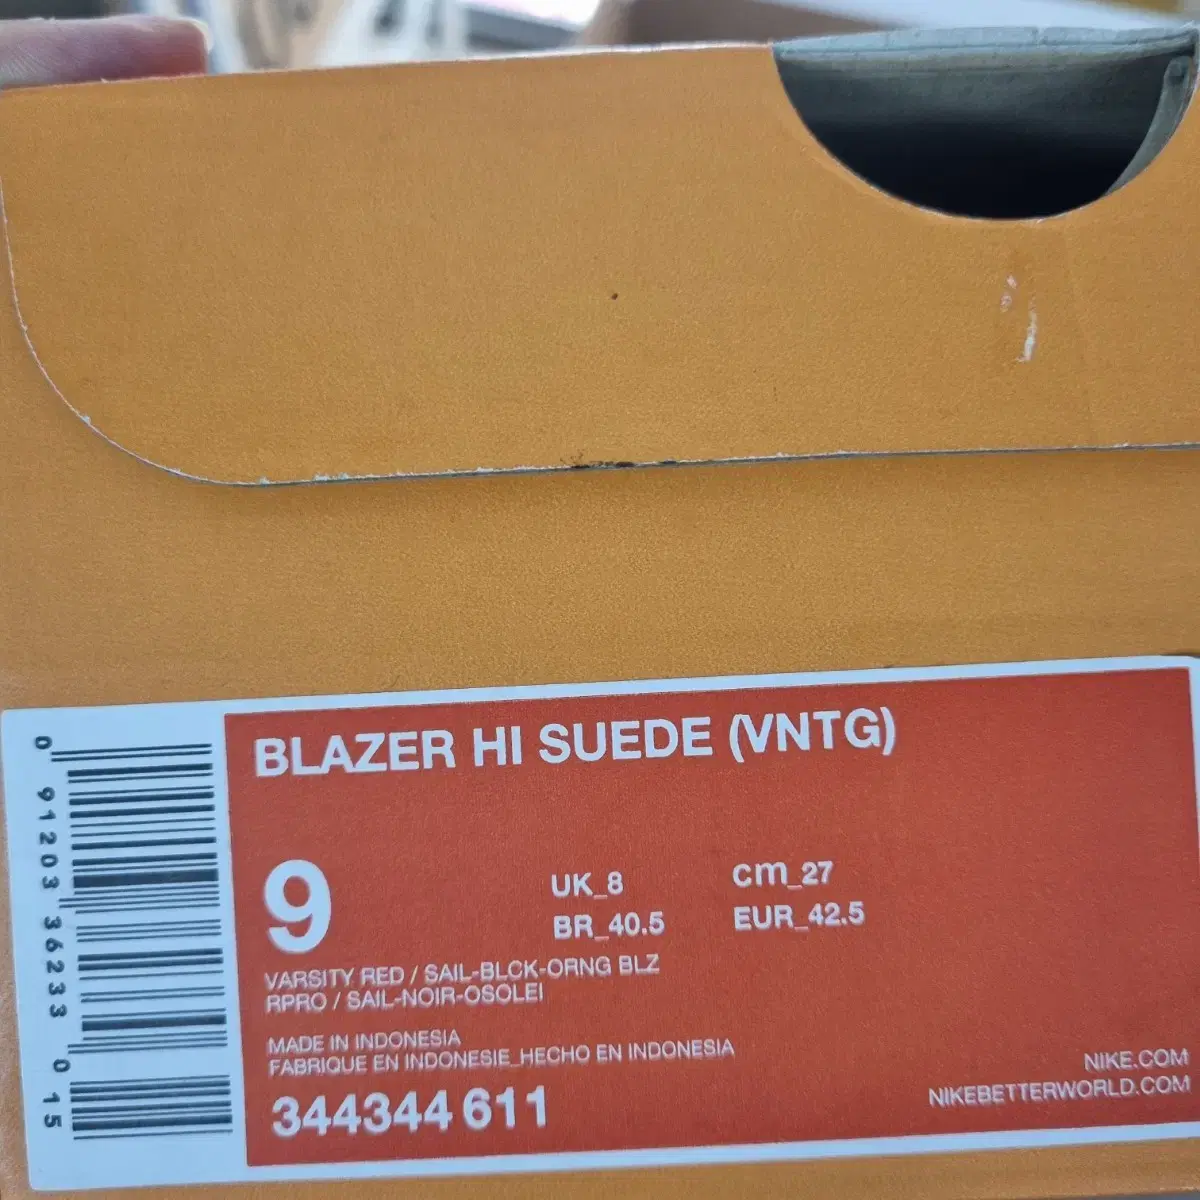 BLAZER HI SUEDE (VNTG)
9
UK_8
cm_27
BR_40.5
EUR_42.5
VARSITY RED / SAIL-BLCK-ORNG BLZ
RPRO / SAIL-NOIR-OSOLEI
MADE IN INDONESIA
FABRIQUE EN INDONESIE_HECHO EN INDONESIA
344344 611
NIKE.COM
NIKEBETTERWORLD.COM
0 91203 36233 0 15